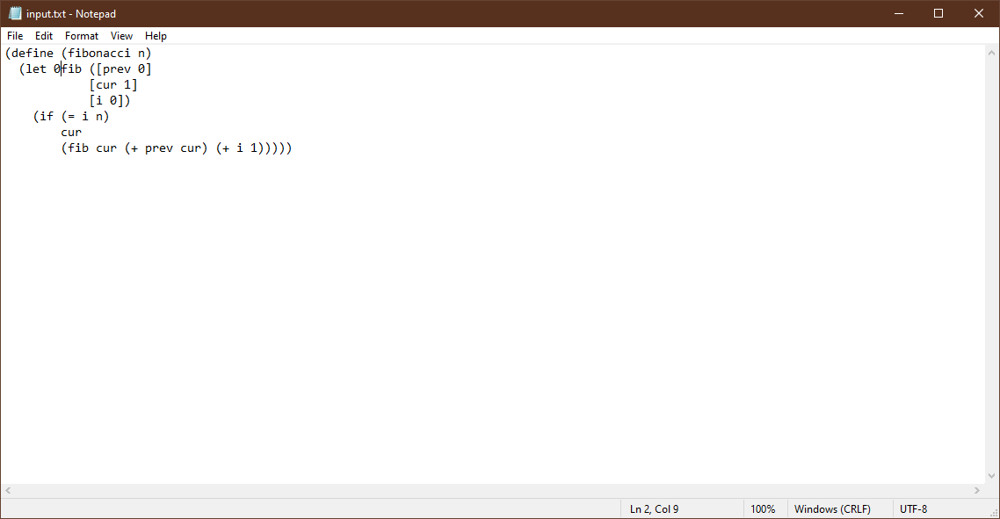 input.txt - Notepad
File Edit Format View Help
(define (fibonacci n)
  (let 0fib ([prev 0]
            [cur 1]
            [i 0])
    (if (= i n)
        cur
        (fib cur (+ prev cur) (+ i 1)))))
Ln 2, Col 9 100% Windows (CRLF) UTF-8